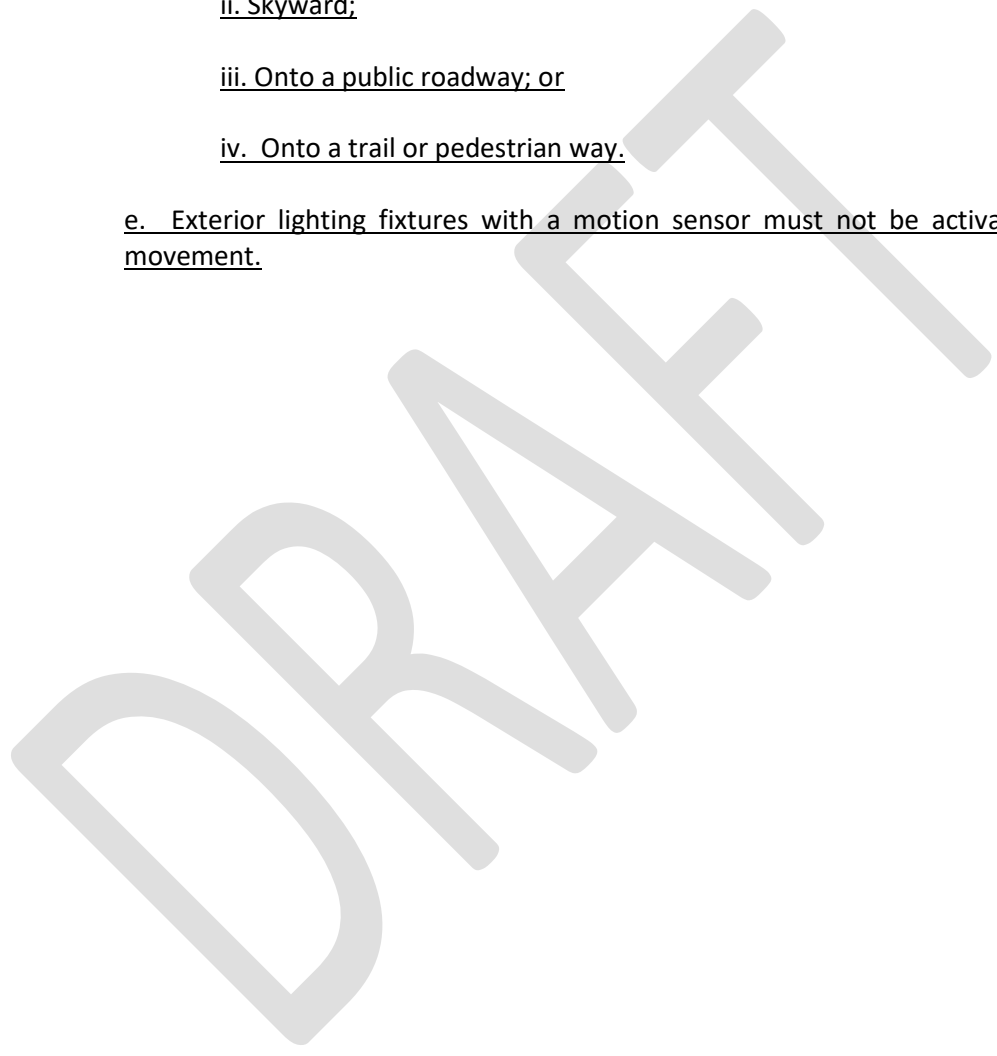 ii. Skyward;
iii. Onto a public roadway; or
iv. Onto a trail or pedestrian way.
e. Exterior lighting fixtures with a motion sensor must not be activa
movement.
DRAFT